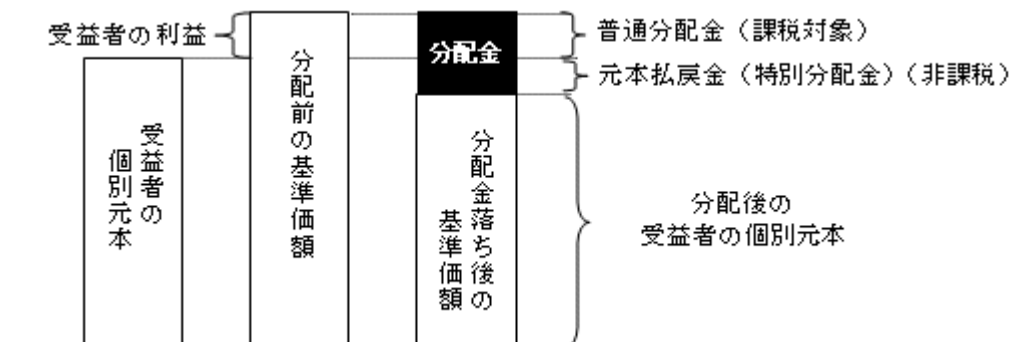 受益者の利益
分配金
普通分配金（課税対象）
元本払戻金（特別分配金）（非課税）
受益者の
個別元本
分配前の基準価額
分配金落ち後の
基準価額
分配後の
受益者の個別元本